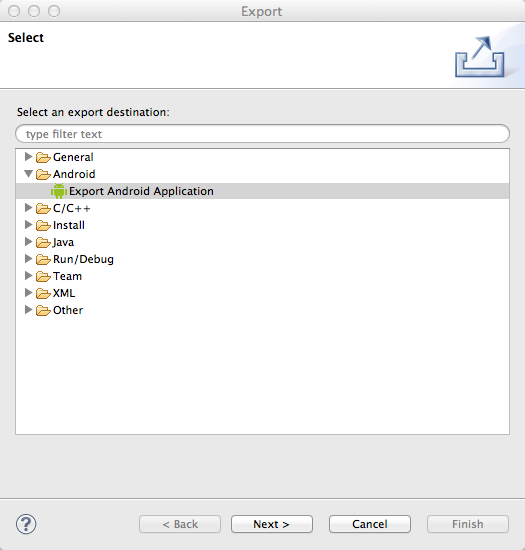 Export
Select
Select an export destination:
type filter text
General
Android
Export Android Application
C/C++
Install
Java
Run/Debug
Team
XML
Other
?
< Back
Next >
Cancel
Finish